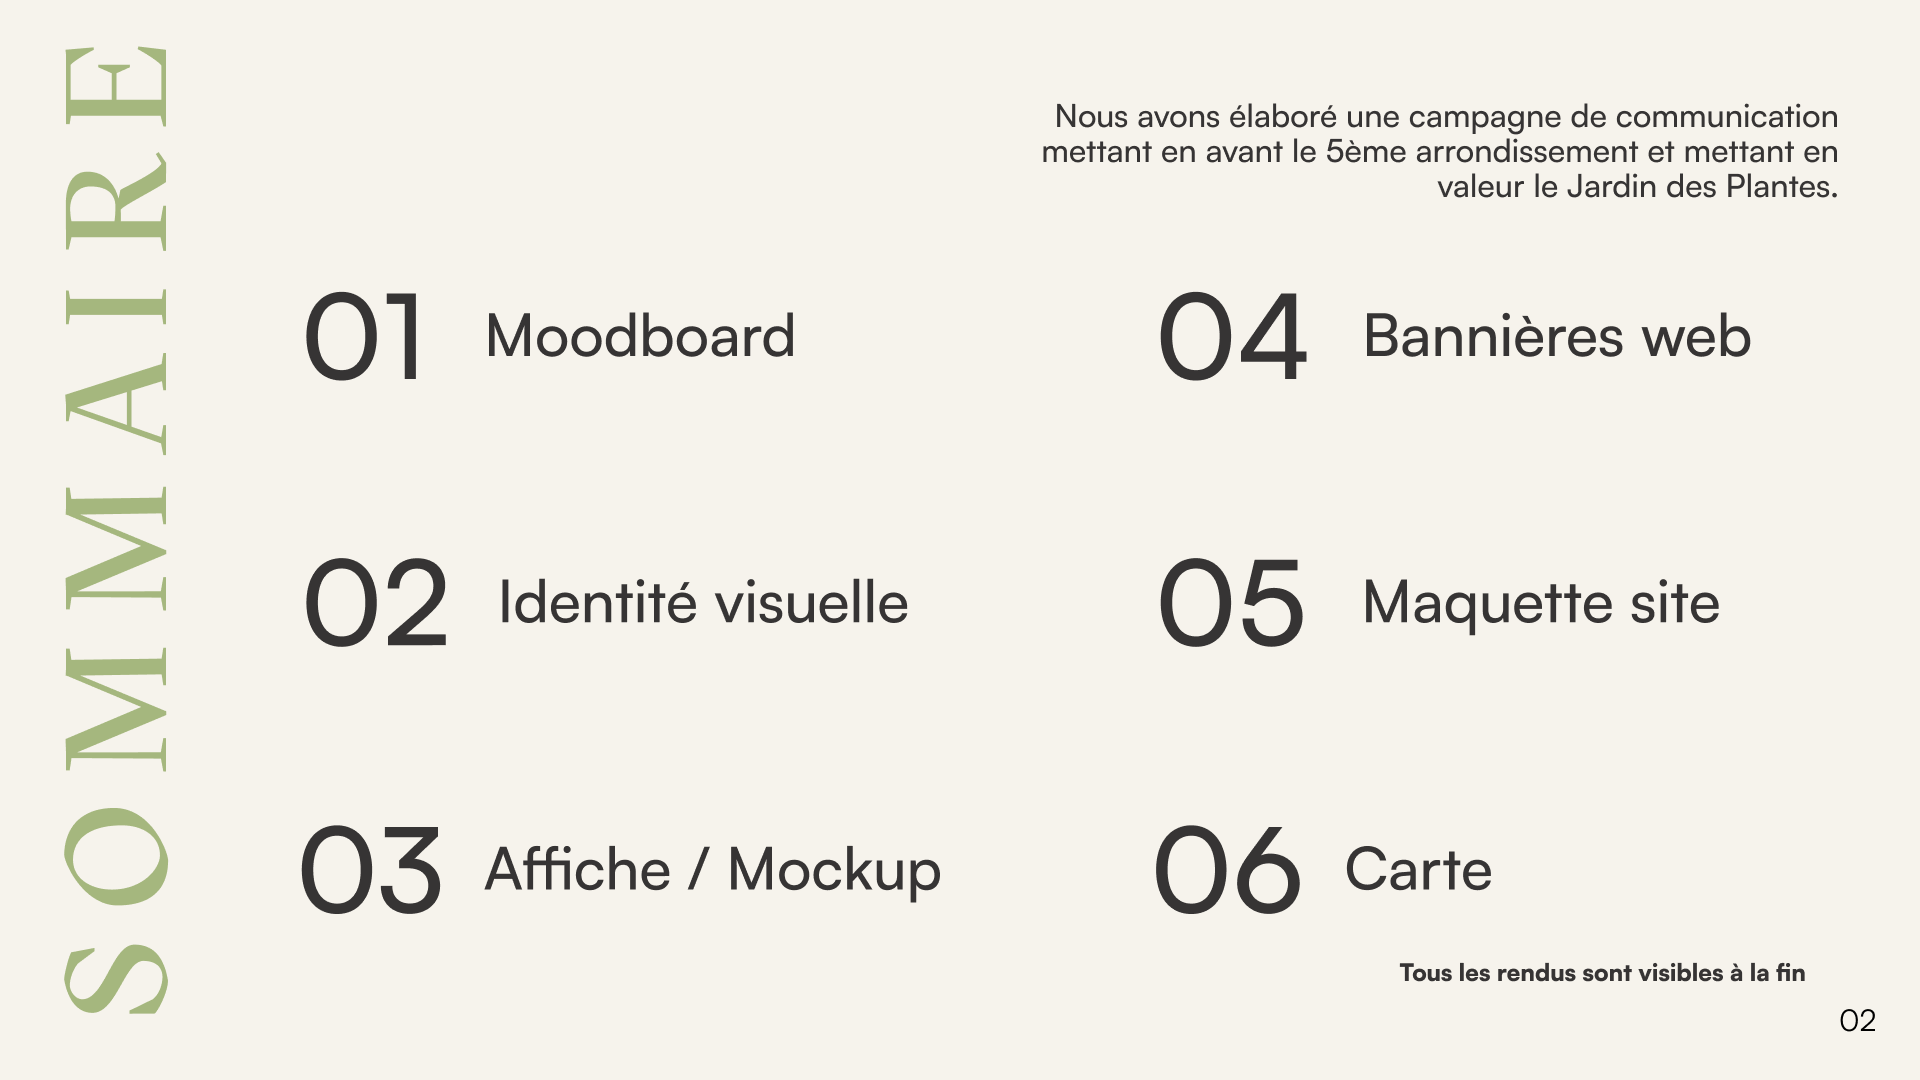 SOMMAIRE
Nous avons élaboré une campagne de communication
mettant en avant le 5ème arrondissement et mettant en
valeur le Jardin des Plantes.
01 Moodboard
02 Identité visuelle
03 Affiche / Mockup
04 Bannières web
05 Maquette site
06 Carte
Tous les rendus sont visibles à la fin
02